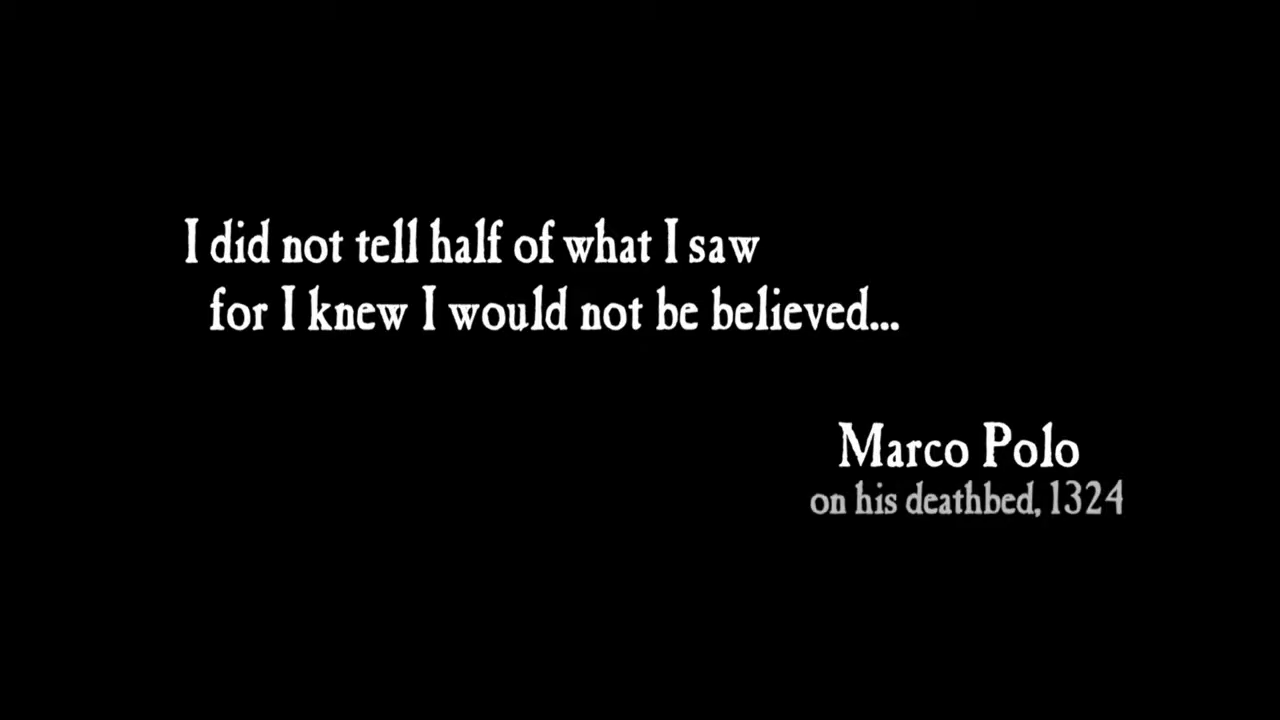 I did not tell half of what I saw
for I knew I would not be believed...
Marco Polo
on his deathbed, 1324